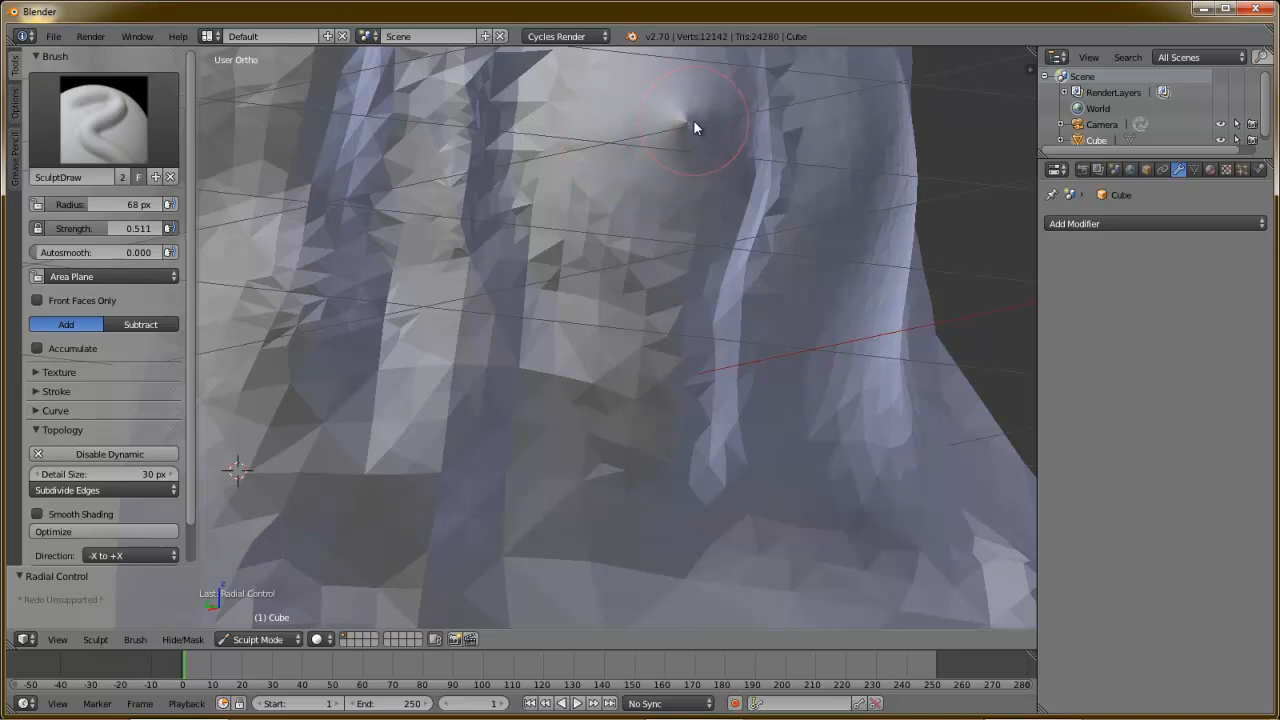 Blender
File Render Window Help Default Scene Cycles Render v2.70 | Verts:12142 | Tris:24280 | Cube
Brush
User Ortho
View Search All Scenes
Scene
RenderLayers
World
Camera
Cube
Tools
Options
Grease Pencil
SculptDraw 2 F
Radius: 68 px
Strength: 0.511
Autosmooth: 0.000
Area Plane
Front Faces Only
Add Subtract
Accumulate
Texture
Stroke
Curve
Topology
Disable Dynamic
Detail Size: 30 px
Subdivide Edges
Smooth Shading
Optimize
Direction: -X to +X
Cube
Add Modifier
Radial Control
* Redo Unsupported *
Last: Radial Control
z
(1) Cube
View Sculpt Brush Hide/Mask Sculpt Mode
-50 -40 -30 -20 -10 0 10 20 30 40 50 60 70 80 90 100 110 120 130 140 150 160 170 180 190 200 210 220 230 240 250 260 270 280
View Marker Frame Playback Start: 1 End: 250 1 No Sync